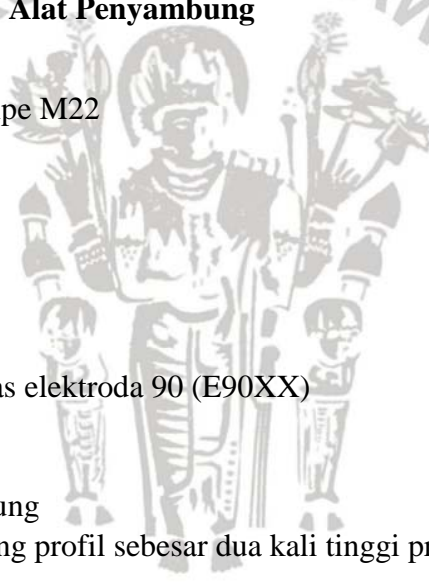 Alat Penyambung
pe M22
as elektroda 90 (E90XX)
ung
ng profil sebesar dua kali tinggi pr